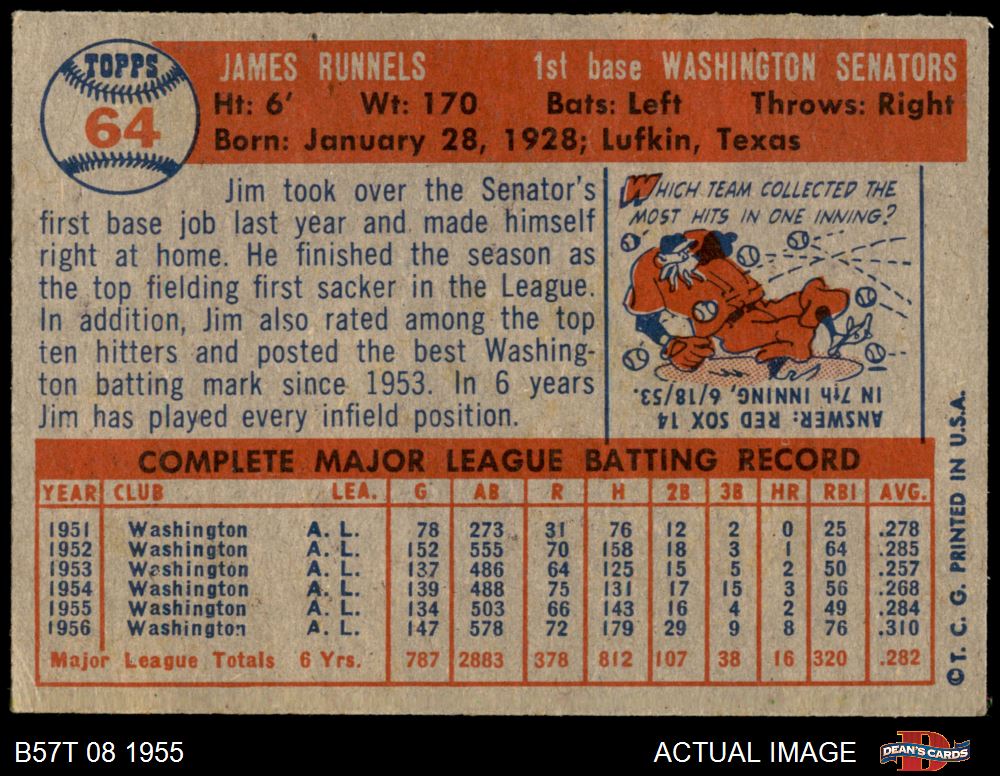 TOPPS
64
JAMES RUNNELS 1st base WASHINGTON SENATORS
Ht: 6' Wt: 170 Bats: Left Throws: Right
Born: January 28, 1928; Lufkin, Texas
Jim took over the Senator's
first base job last year and made himself
right at home. He finished the season as
the top fielding first sacker in the League.
In addition, Jim also rated among the top
ten hitters and posted the best Washing-
ton batting mark since 1953. In 6 years
Jim has played every infield position.
WHICH TEAM COLLECTED THE
MOST HITS IN ONE INNING?
ANSWER: RED SOX 14
IN 7th INNING, 6/18/53.
COMPLETE MAJOR LEAGUE BATTING RECORD
YEAR CLUB LEA. G AB R H 2B 3B HR RBI AVG.
1951 Washington A. L. 78 273 31 76 12 2 0 25 .278
1952 Washington A. L. 152 555 70 158 18 3 1 64 .285
1953 Washington A. L. 137 486 64 125 15 5 2 50 .257
1954 Washington A. L. 139 488 75 131 17 15 3 56 .268
1955 Washington A. L. 134 503 66 143 16 4 2 49 .284
1956 Washington A. L. 147 578 72 179 29 9 8 76 .310
Major League Totals 6 Yrs. 787 2883 378 812 107 38 16 320 .282
©T. C. G. PRINTED IN U.S.A.
B57T 08 1955 ACTUAL IMAGE
DEAN'S CARDS